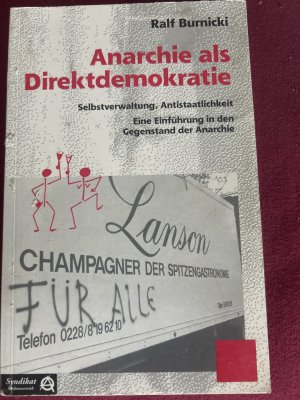 Ralf Burnicki
Anarchie als
Direktdemokratie
Selbstverwaltung, Antistaatlichkeit
Eine Einführung in den
Gegenstand der Anarchie
Lanson
CHAMPAGNER DER SPITZENGASTRONOMIE
FÜR ALLE
Telefon 0228/8 19 62 10
Syndikat
A